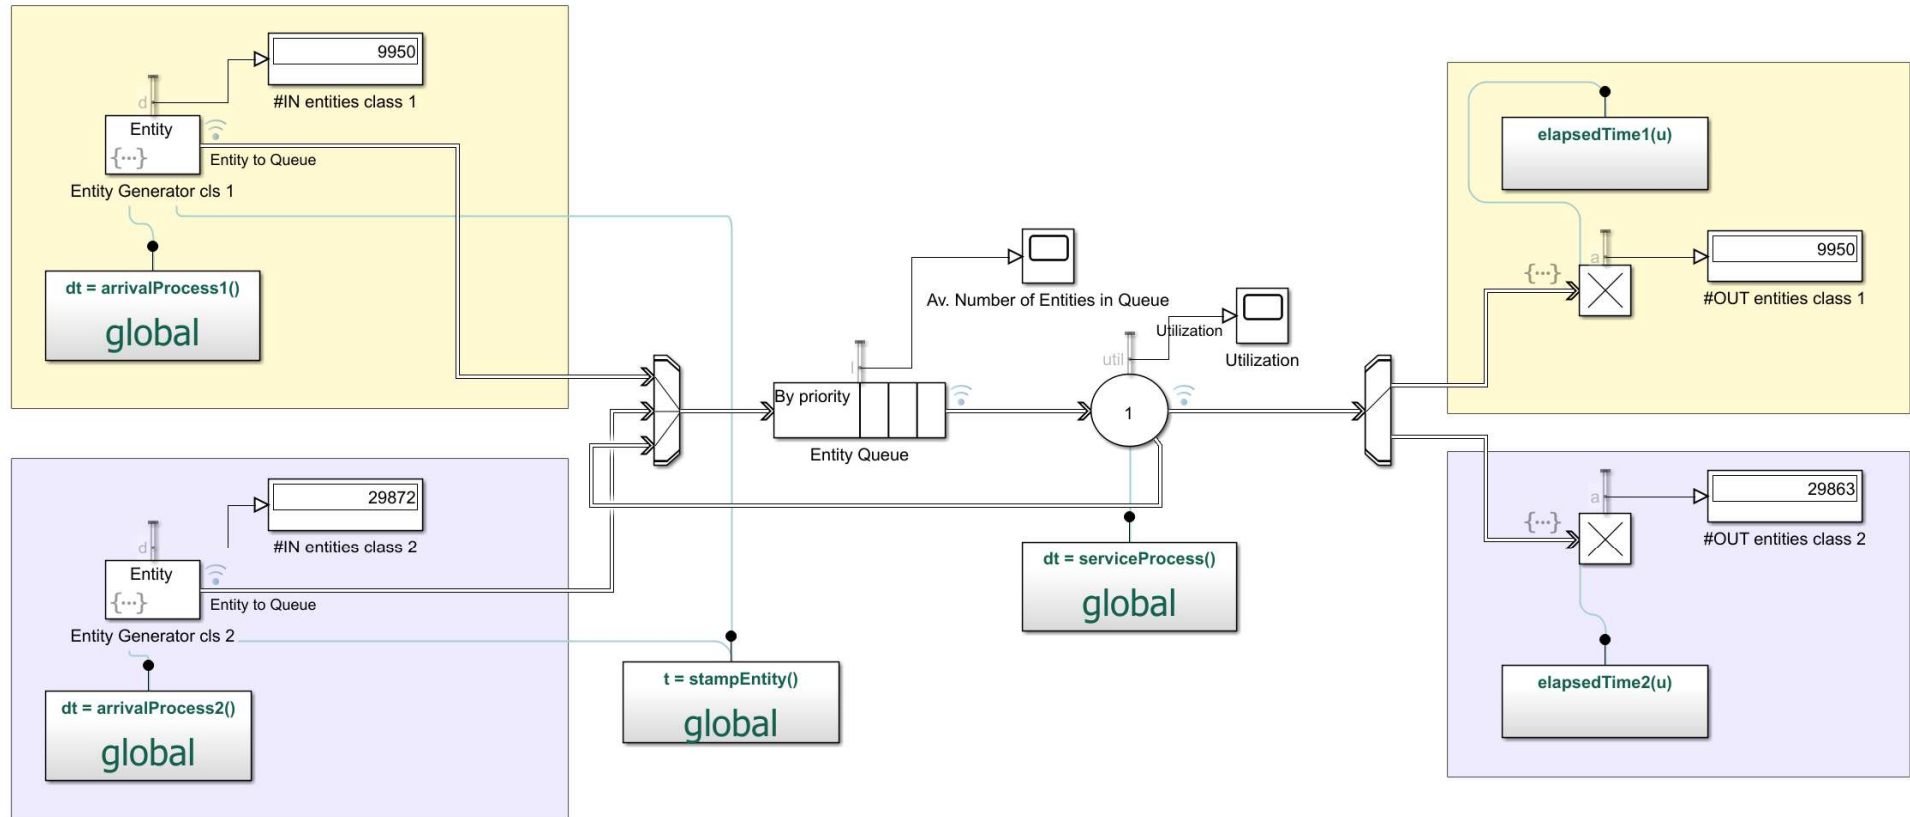 9950
#IN entities class 1
d
Entity
{...}
Entity to Queue
Entity Generator cls 1
dt = arrivalProcess1()
global
29872
#IN entities class 2
d
Entity
{...}
Entity to Queue
Entity Generator cls 2
dt = arrivalProcess2()
global
t = stampEntity()
global
By priority
l
Entity Queue
Av. Number of Entities in Queue
Utilization
util
Utilization
1
dt = serviceProcess()
global
elapsedTime1(u)
{...}
a
9950
#OUT entities class 1
{...}
a
29863
#OUT entities class 2
elapsedTime2(u)